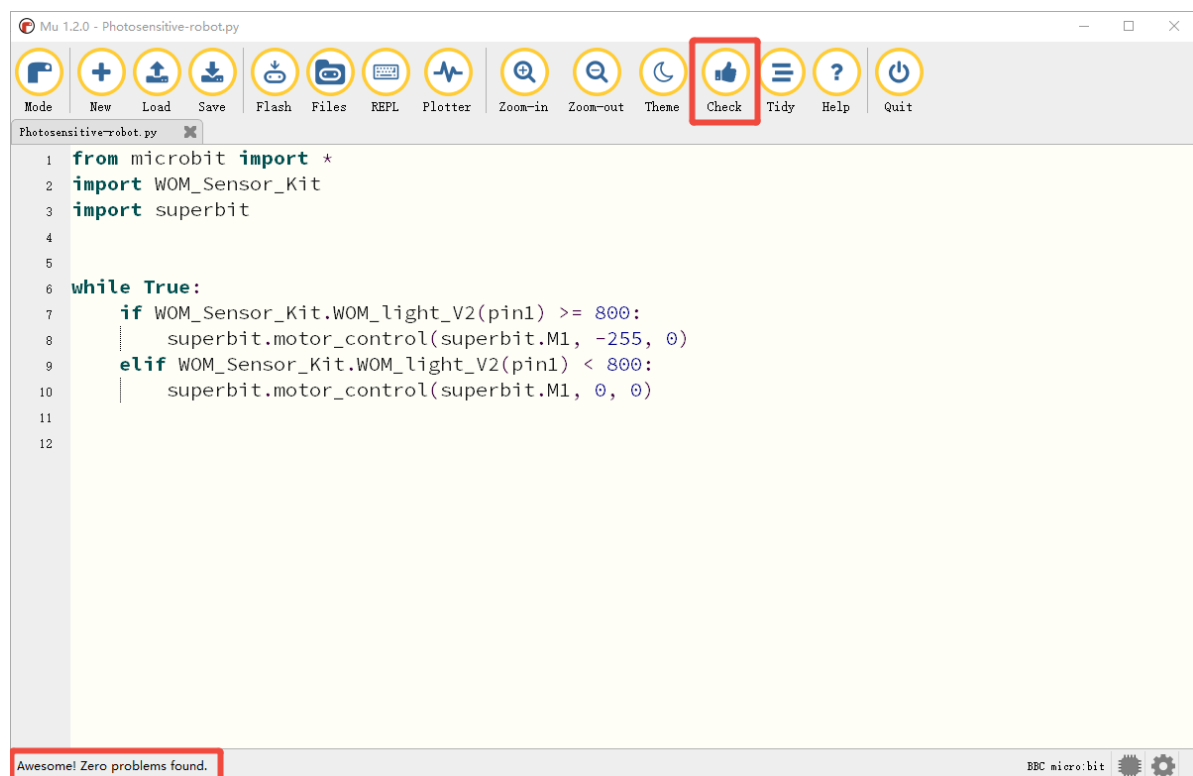 Mu 1.2.0 - Photosensitive-robot.py
Mode New Load Save Flash Files REPL Plotter Zoom-in Zoom-out Theme Check Tidy Help Quit
Photosensitive-robot.py
1 from microbit import *
2 import WOM_Sensor_Kit
3 import superbit
4
5
6 while True:
7     if WOM_Sensor_Kit.WOM_light_V2(pin1) >= 800:
8         superbit.motor_control(superbit.M1, -255, 0)
9     elif WOM_Sensor_Kit.WOM_light_V2(pin1) < 800:
10         superbit.motor_control(superbit.M1, 0, 0)
11
12
Awesome! Zero problems found. BBC micro:bit